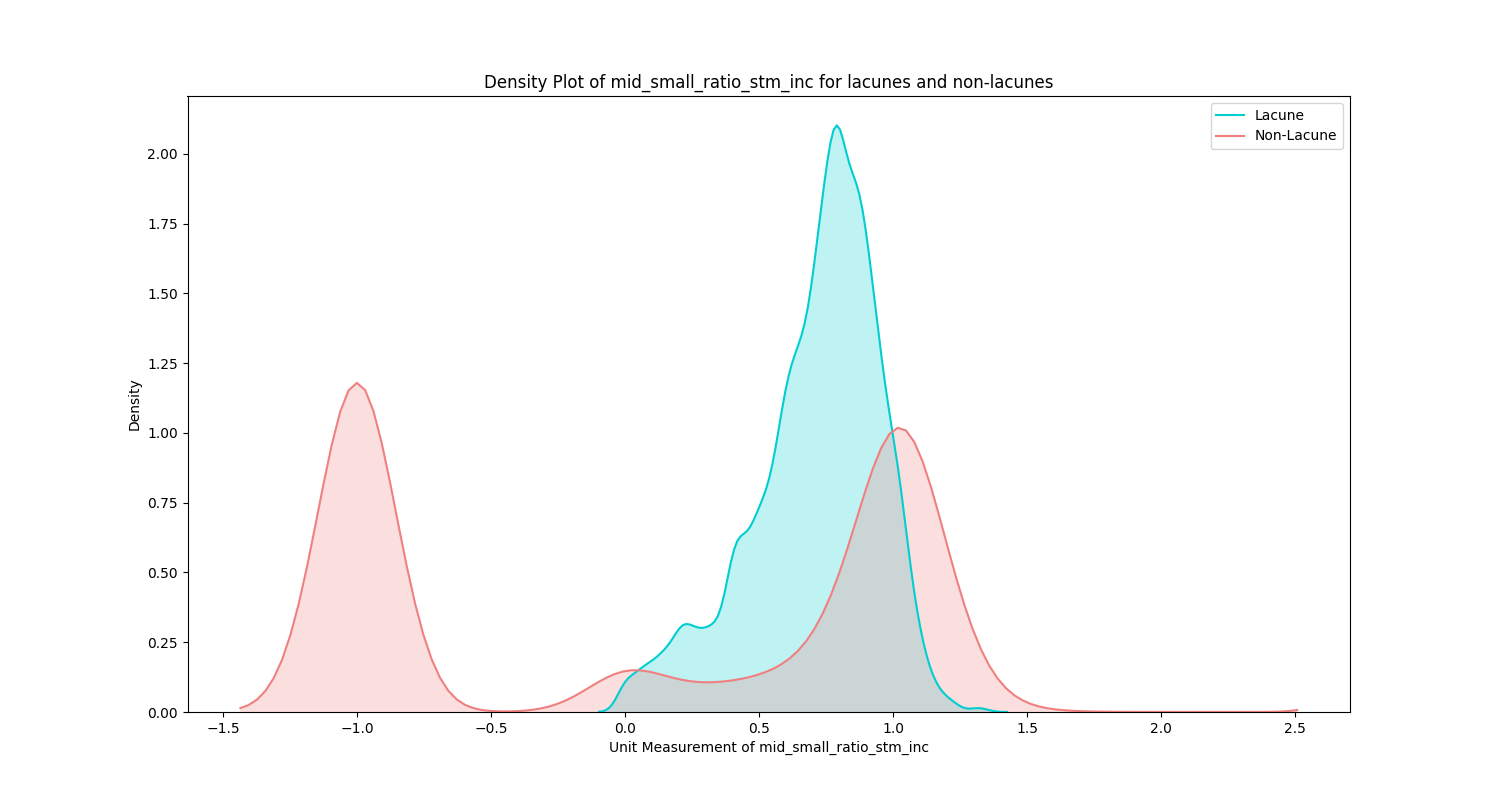 Density Plot of mid_small_ratio_stm_inc for lacunes and non-lacunes
Lacune
Non-Lacune
Density
2.00
1.75
1.50
1.25
1.00
0.75
0.50
0.25
0.00
−1.5 −1.0 −0.5 0.0 0.5 1.0 1.5 2.0 2.5
Unit Measurement of mid_small_ratio_stm_inc